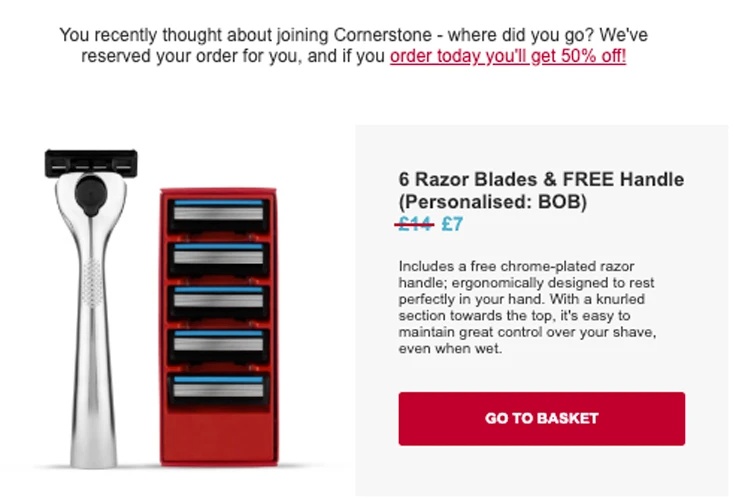 You recently thought about joining Cornerstone - where did you go? We've
reserved your order for you, and if you order today you'll get 50% off!
6 Razor Blades & FREE Handle
(Personalised: BOB)
£14 £7
Includes a free chrome-plated razor
handle; ergonomically designed to rest
perfectly in your hand. With a knurled
section towards the top, it's easy to
maintain great control over your shave,
even when wet.
GO TO BASKET